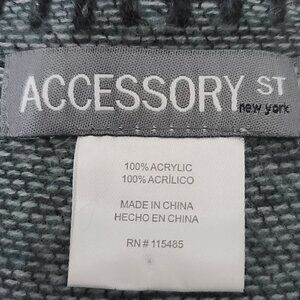 ACCESSORY ST
new york
100% ACRYLIC
100% ACRÍLICO
MADE IN CHINA
HECHO EN CHINA
RN # 115485